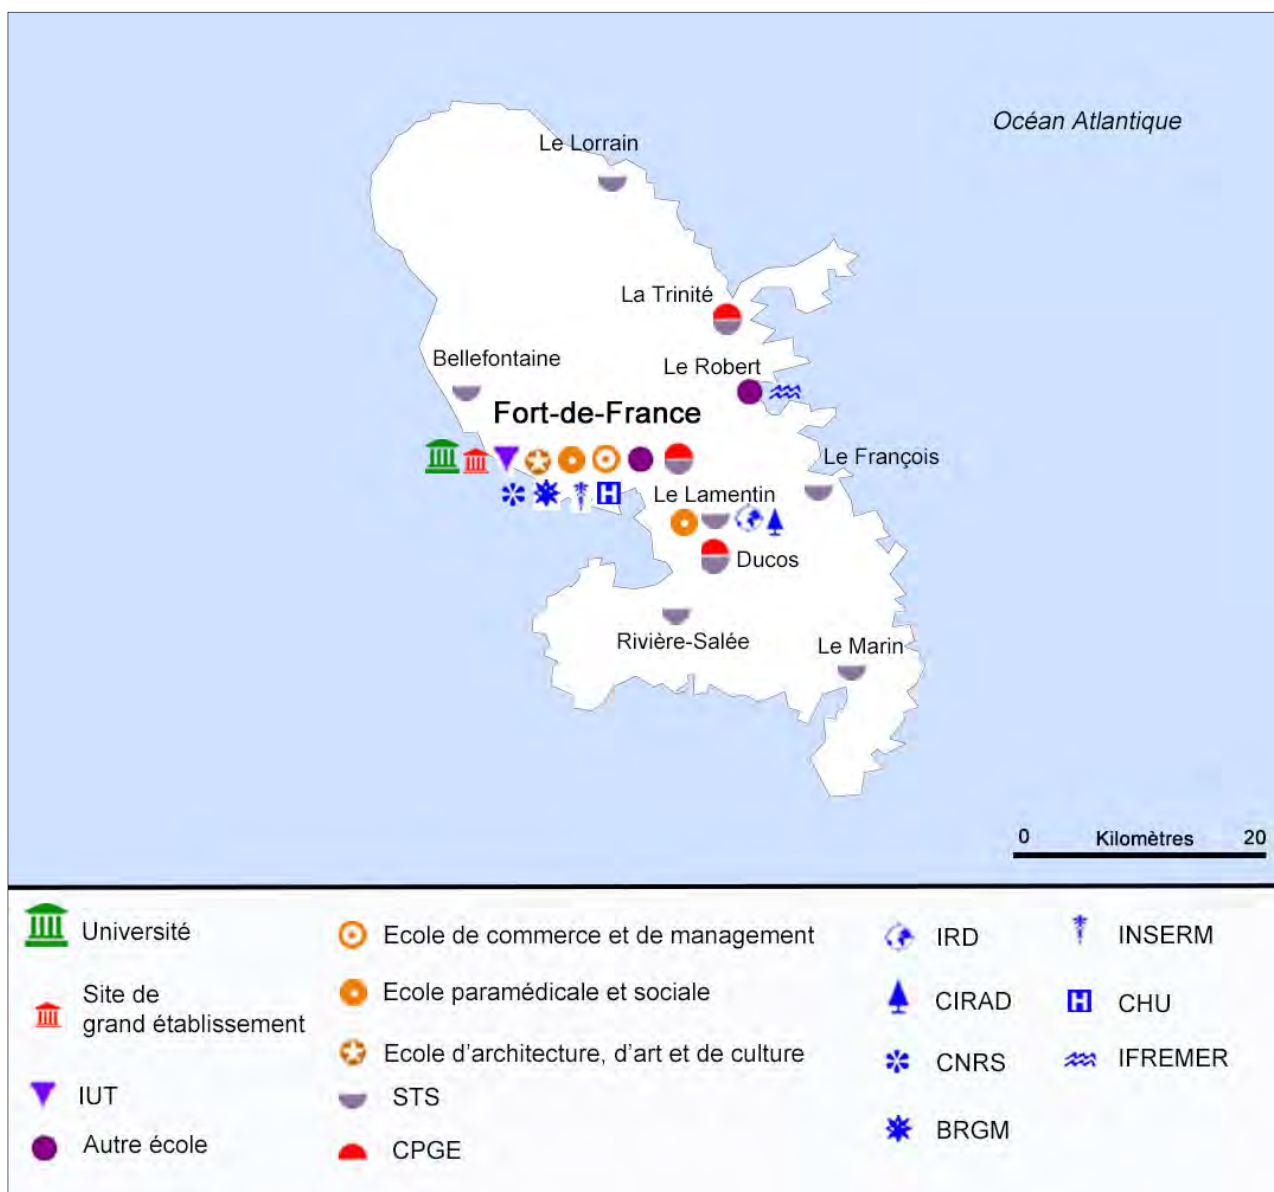 Océan Atlantique
Le Lorrain
La Trinité
Bellefontaine
Le Robert
Fort-de-France
Le François
Le Lamentin
Ducos
Rivière-Salée
Le Marin
0 Kilomètres 20
Université
Site de
grand établissement
IUT
Autre école
Ecole de commerce et de management
Ecole paramédicale et sociale
Ecole d'architecture, d'art et de culture
STS
CPGE
IRD
CIRAD
CNRS
BRGM
INSERM
H CHU
IFREMER